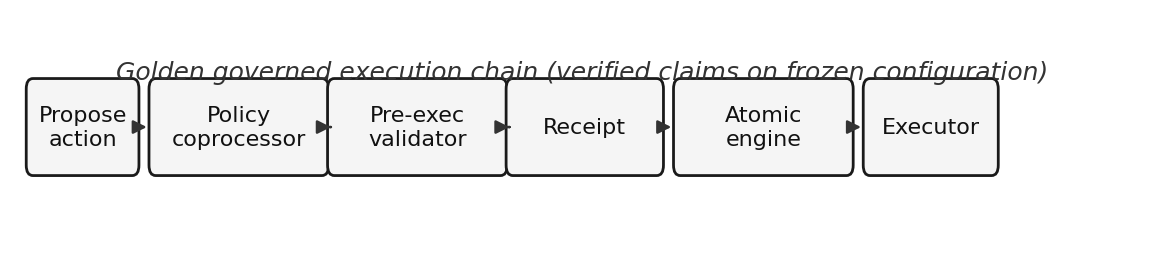 Golden governed execution chain (verified claims on frozen configuration)
Propose
action
Policy
coprocessor
Pre-exec
validator
Receipt
Atomic
engine
Executor